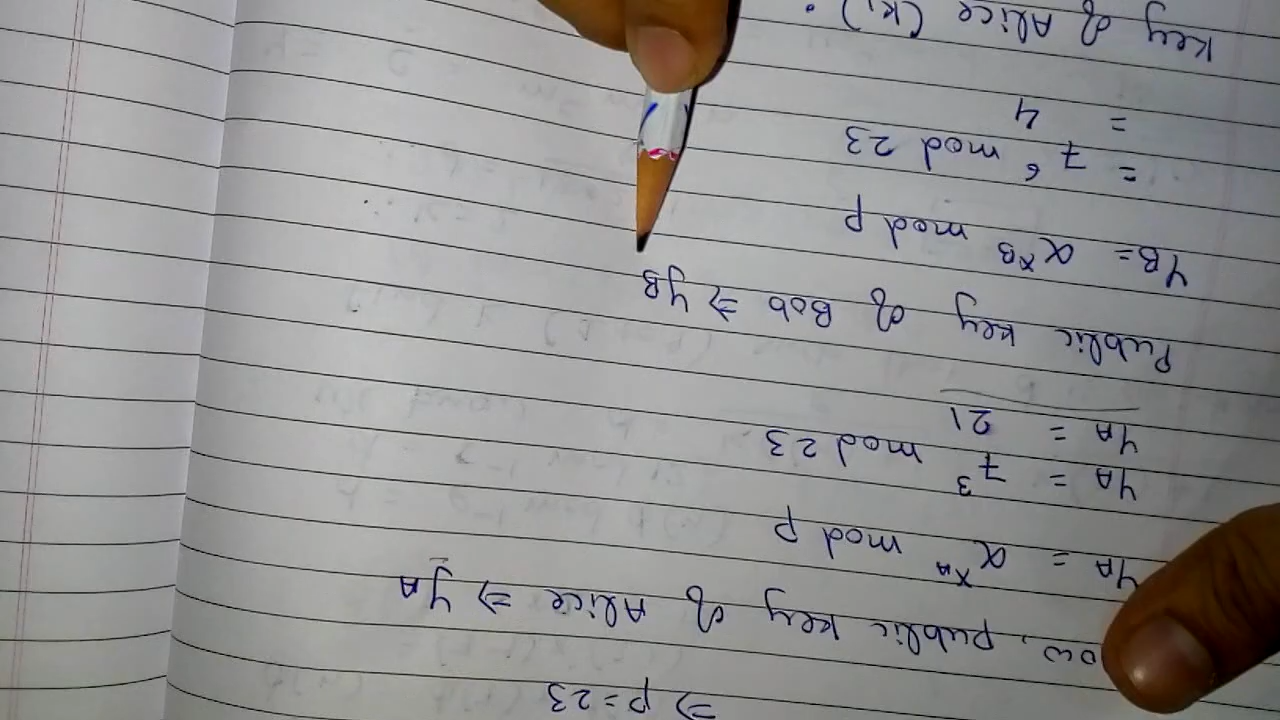 ⇒ p = 23
ow, public key of Alice ⇒ YA
YA = α^XA mod p
YA = 7^3 mod 23
YA = 21
Public key of Bob ⇒ YB
YB = α^XB mod p
= 7^6 mod 23
= 4
key of Alice (K1) :